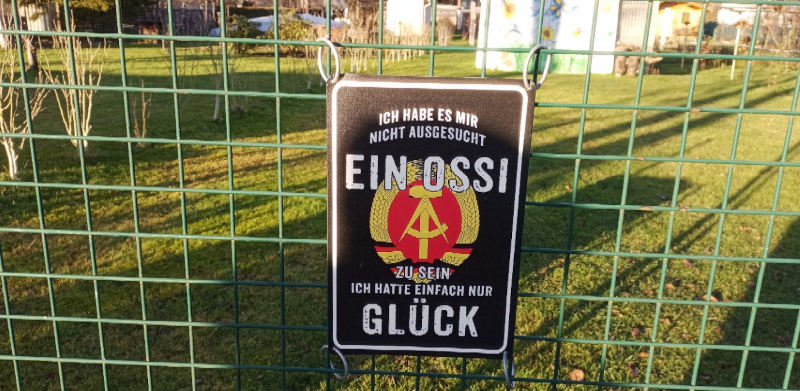 ICH HABE ES MIR
NICHT AUSGESUCHT
EIN OSSI
ZU SEIN
ICH HATTE EINFACH NUR
GLÜCK